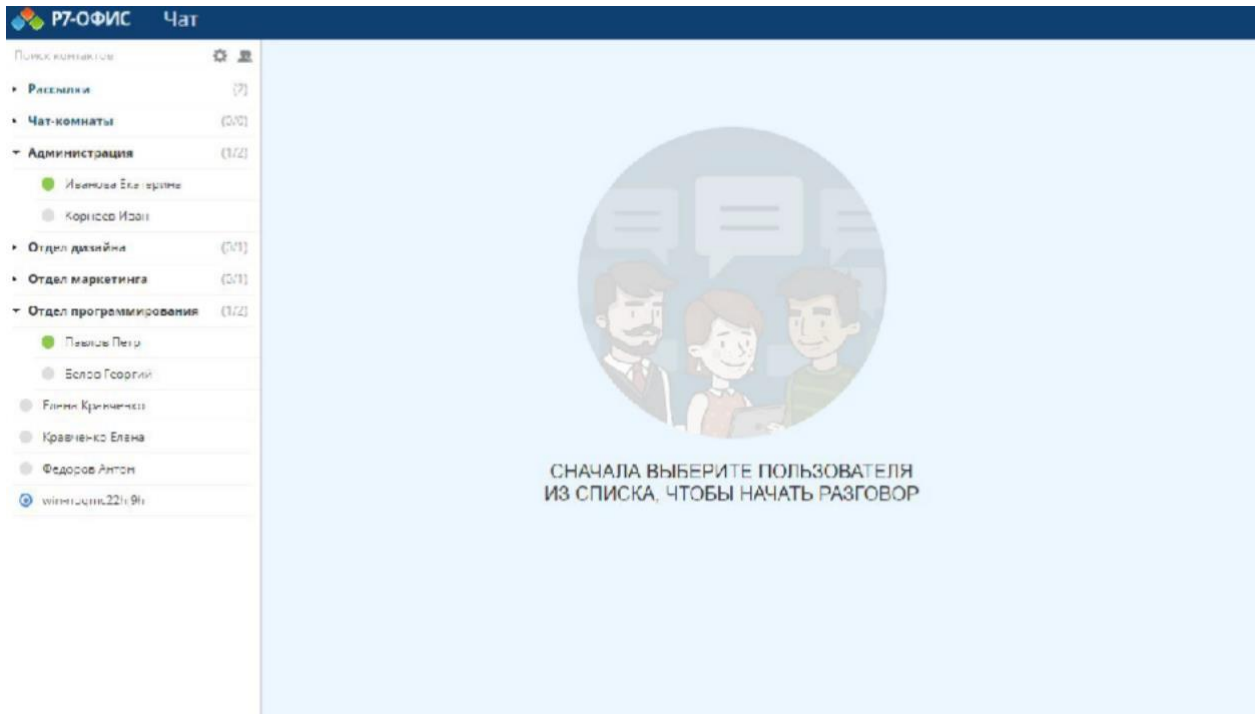 Р7-ОФИС Чат
Поиск контактов
Рассылки (2)
Чат-комнаты (0/0)
Администрация (1/2)
Иванова Екатерина
Корнеев Иван
Отдел дизайна (0/1)
Отдел маркетинга (0/1)
Отдел программирования (1/2)
Павлов Петр
Георгий
Елена Кравченко
Кравченко Елена
Федоров Антон
СНАЧАЛА ВЫБЕРИТЕ ПОЛЬЗОВАТЕЛЯ
ИЗ СПИСКА, ЧТОБЫ НАЧАТЬ РАЗГОВОР